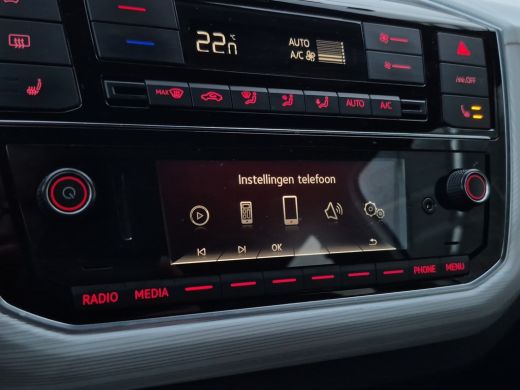 22°
AUTO
A/C
OFF
MAX
AUTO
A/C
Instellingen telefoon
OK
RADIO
MEDIA
PHONE
MENU